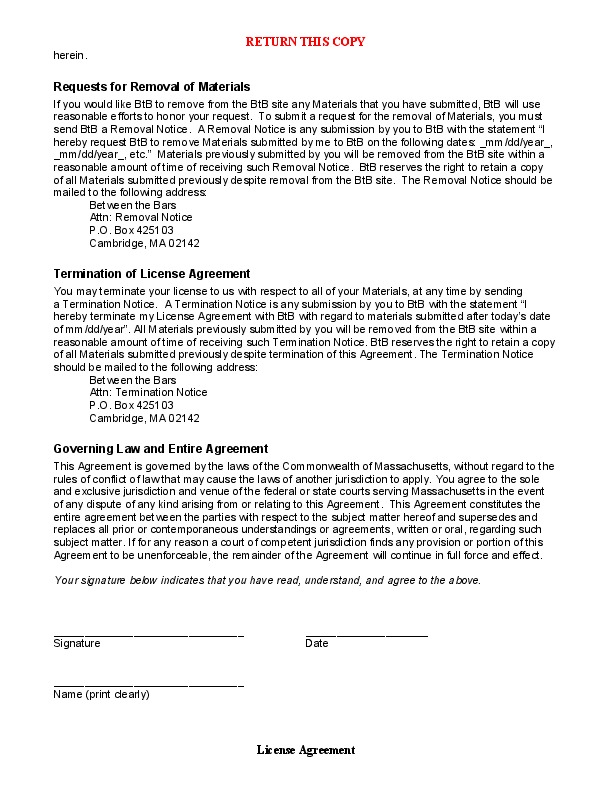 RETURN THIS COPY
herein.
Requests for Removal of Materials
If you would like BtB to remove from the BtB site any Materials that you have submitted, BtB will use
reasonable efforts to honor your request.  To submit a request for the removal of Materials, you must
send BtB a Removal Notice.  A Removal Notice is any submission by you to BtB with the statement “I
hereby request BtB to remove Materials submitted by me to BtB on the following dates: _mm/dd/year_,
_mm/dd/year_, etc.”  Materials previously submitted by you will be removed from the BtB site within a
reasonable amount of time of receiving such Removal Notice.  BtB reserves the right to retain a copy
of all Materials submitted previously despite removal from the BtB site.  The Removal Notice should be
mailed to the following address:
Between the Bars
Attn: Removal Notice
P.O. Box 425103
Cambridge, MA 02142
Termination of License Agreement
You may terminate your license to us with respect to all of your Materials, at any time by sending
a Termination Notice.  A Termination Notice is any submission by you to BtB with the statement “I
hereby terminate my License Agreement with BtB with regard to materials submitted after today’s date
of mm/dd/year”. All Materials previously submitted by you will be removed from the BtB site within a
reasonable amount of time of receiving such Termination Notice. BtB reserves the right to retain a copy
of all Materials submitted previously despite termination of this Agreement. The Termination Notice
should be mailed to the following address:
Between the Bars
Attn: Termination Notice
P.O. Box 425103
Cambridge, MA 02142
Governing Law and Entire Agreement
This Agreement is governed by the laws of the Commonwealth of Massachusetts, without regard to the
rules of conflict of law that may cause the laws of another jurisdiction to apply. You agree to the sole
and exclusive jurisdiction and venue of the federal or state courts serving Massachusetts in the event
of any dispute of any kind arising from or relating to this Agreement.  This Agreement constitutes the
entire agreement between the parties with respect to the subject matter hereof and supersedes and
replaces all prior or contemporaneous understandings or agreements, written or oral, regarding such
subject matter. If for any reason a court of competent jurisdiction finds any provision or portion of this
Agreement to be unenforceable, the remainder of the Agreement will continue in full force and effect.
Your signature below indicates that you have read, understand, and agree to the above.
Signature
Date
Name (print clearly)
License Agreement